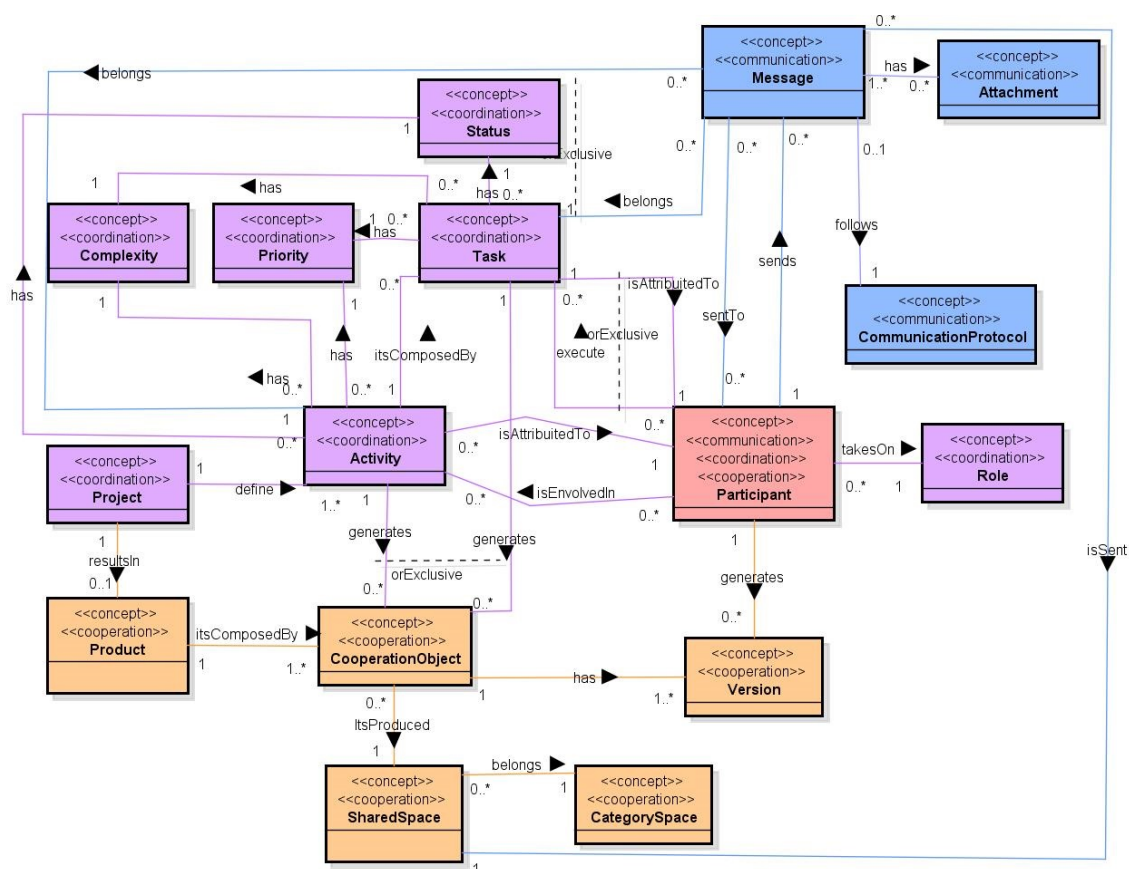 0..*
<<concept>>
<<communication>>
Message
belongs
0..*
has
1..*
0..*
<<concept>>
<<communication>>
Attachment
<<concept>>
<<coordination>>
Status
1
orExclusive
0..*
0..*
0..*
0..1
1
has
0..*
1
has
0..*
1
belongs
<<concept>>
<<coordination>>
Complexity
<<concept>>
<<coordination>>
Priority
1
0..*
has
<<concept>>
<<coordination>>
Task
follows
sends
has
1
1
0..*
1
1
0..*
isAttribuitedTo
sentTo
1
<<concept>>
<<communication>>
CommunicationProtocol
has
itsComposedBy
orExclusive
execute
has
0..*
0..*
1
1
0..*
1
0..*
1
0..*
<<concept>>
<<coordination>>
Activity
isAttribuitedTo
0..*
0..*
1
<<concept>>
<<communication>>
<<coordination>>
<<cooperation>>
Participant
takesOn
0..*
1
<<concept>>
<<coordination>>
Role
<<concept>>
<<coordination>>
Project
1
define
1..*
1
isEnvolvedIn
0..*
0..*
1
resultsIn
0..1
generates
generates
orExclusive
0..*
0..*
1
generates
0..*
isSent
<<concept>>
<<cooperation>>
Product
itsComposedBy
1
1..*
<<concept>>
<<cooperation>>
CooperationObject
1
has
1..*
<<concept>>
<<cooperation>>
Version
0..*
ItsProduced
1
<<concept>>
<<cooperation>>
SharedSpace
belongs
0..*
1
<<concept>>
<<cooperation>>
CategorySpace
1